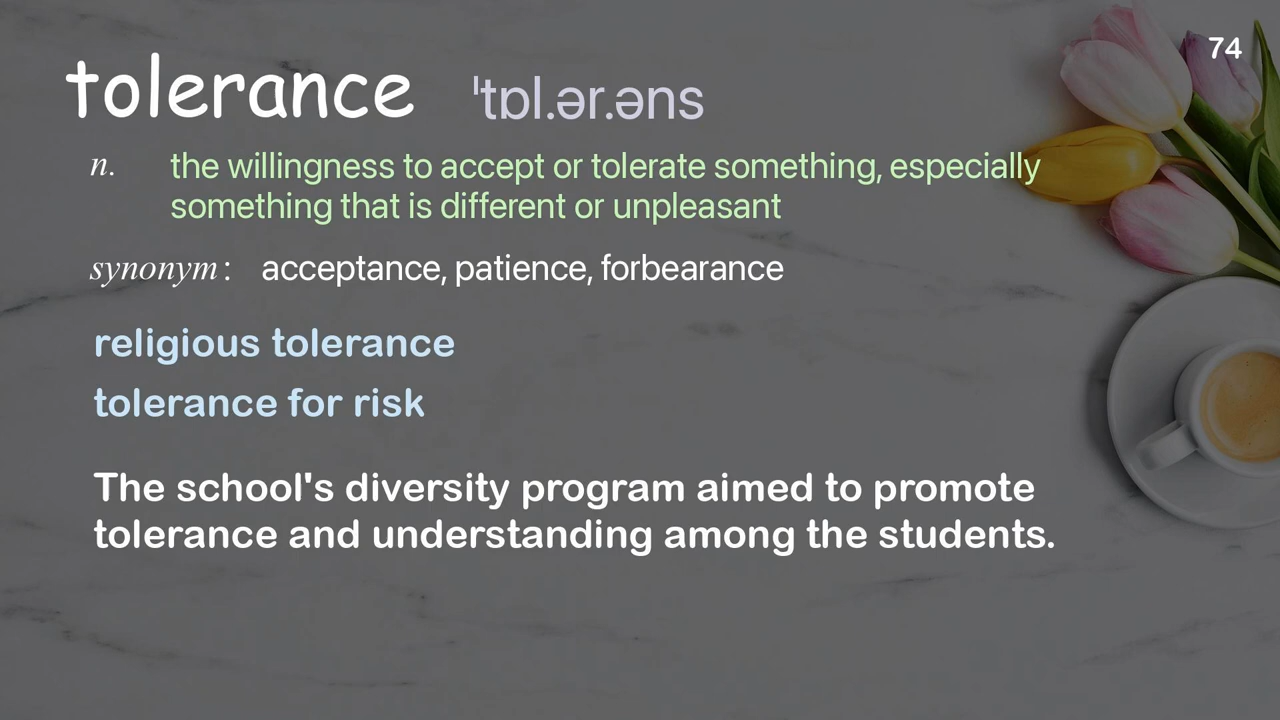 74
tolerance ˈtɒl.ər.əns
n. the willingness to accept or tolerate something, especially
something that is different or unpleasant
synonym: acceptance, patience, forbearance
religious tolerance
tolerance for risk
The school's diversity program aimed to promote
tolerance and understanding among the students.